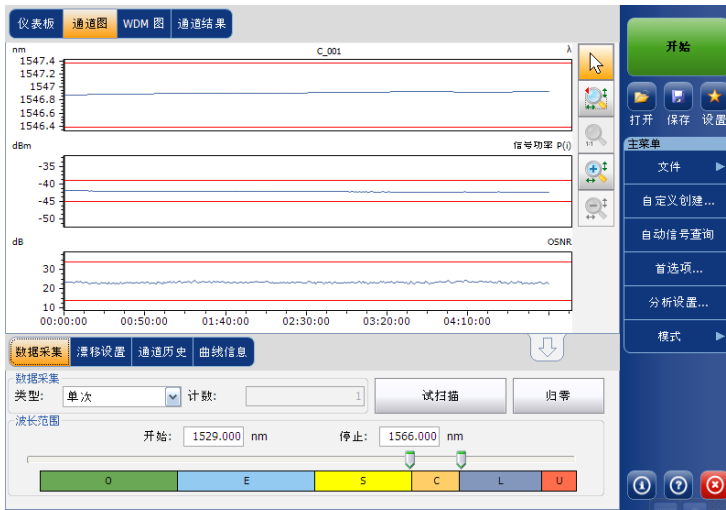 仪表板 通道图 WDM 图 通道结果
nm C_001 λ
1547.4
1547.2
1547
1546.8
1546.6
1546.4
dBm 信号功率 P(i)
-35
-40
-45
-50
dB OSNR
30
20
10
00:00:00 00:50:00 01:40:00 02:30:00 03:20:00 04:10:00
数据采集 漂移设置 通道历史 曲线信息
数据采集
类型: 单次 计数: 1 试扫描 归零
波长范围
开始: 1529.000 nm 停止: 1566.000 nm
O E S C L U
开始
打开 保存 设置
主菜单
文件
自定义创建...
自动信号查询
首选项...
分析设置...
模式
1:1